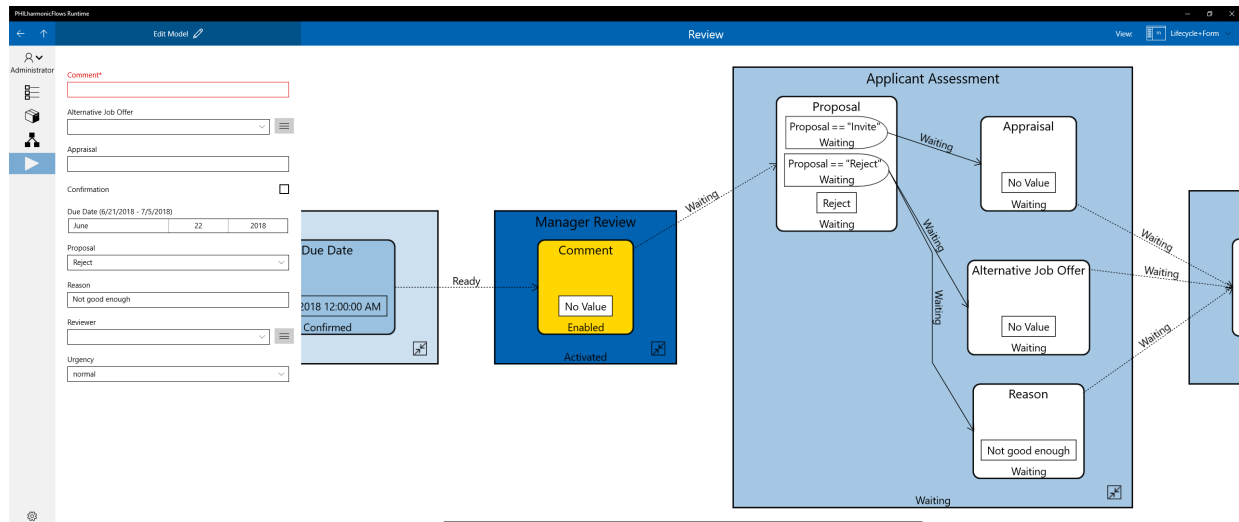 PHILharmonicFlows Runtime
Edit Model
Review
View:
Lifecycle+Form
Administrator
Comment*
Alternative Job Offer
Appraisal
Confirmation
Due Date (6/21/2018 - 7/5/2018)
June 22 2018
Proposal
Reject
Reason
Not good enough
Reviewer
Urgency
normal
Due Date
2018 12:00:00 AM
Confirmed
Ready
Manager Review
Comment
No Value
Enabled
Activated
Waiting
Applicant Assessment
Proposal
Proposal == "Invite"
Waiting
Proposal == "Reject"
Waiting
Reject
Waiting
Waiting
Waiting
Waiting
Appraisal
No Value
Waiting
Alternative Job Offer
No Value
Waiting
Reason
Not good enough
Waiting
Waiting
Waiting
Waiting
Waiting